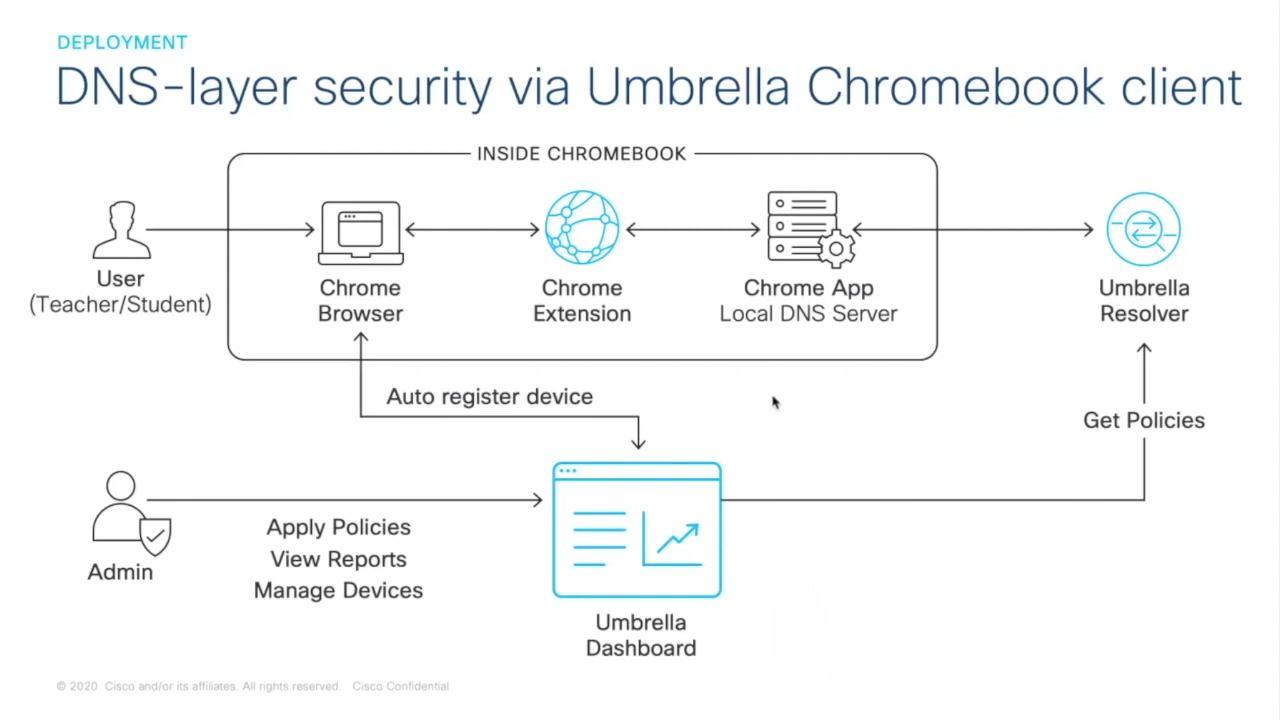 DEPLOYMENT
DNS-layer security via Umbrella Chromebook client
INSIDE CHROMEBOOK
User
(Teacher/Student)
Chrome
Browser
Chrome
Extension
Chrome App
Local DNS Server
Umbrella
Resolver
Auto register device
Get Policies
Admin
Apply Policies
View Reports
Manage Devices
Umbrella
Dashboard
© 2020 Cisco and/or its affiliates. All rights reserved. Cisco Confidential